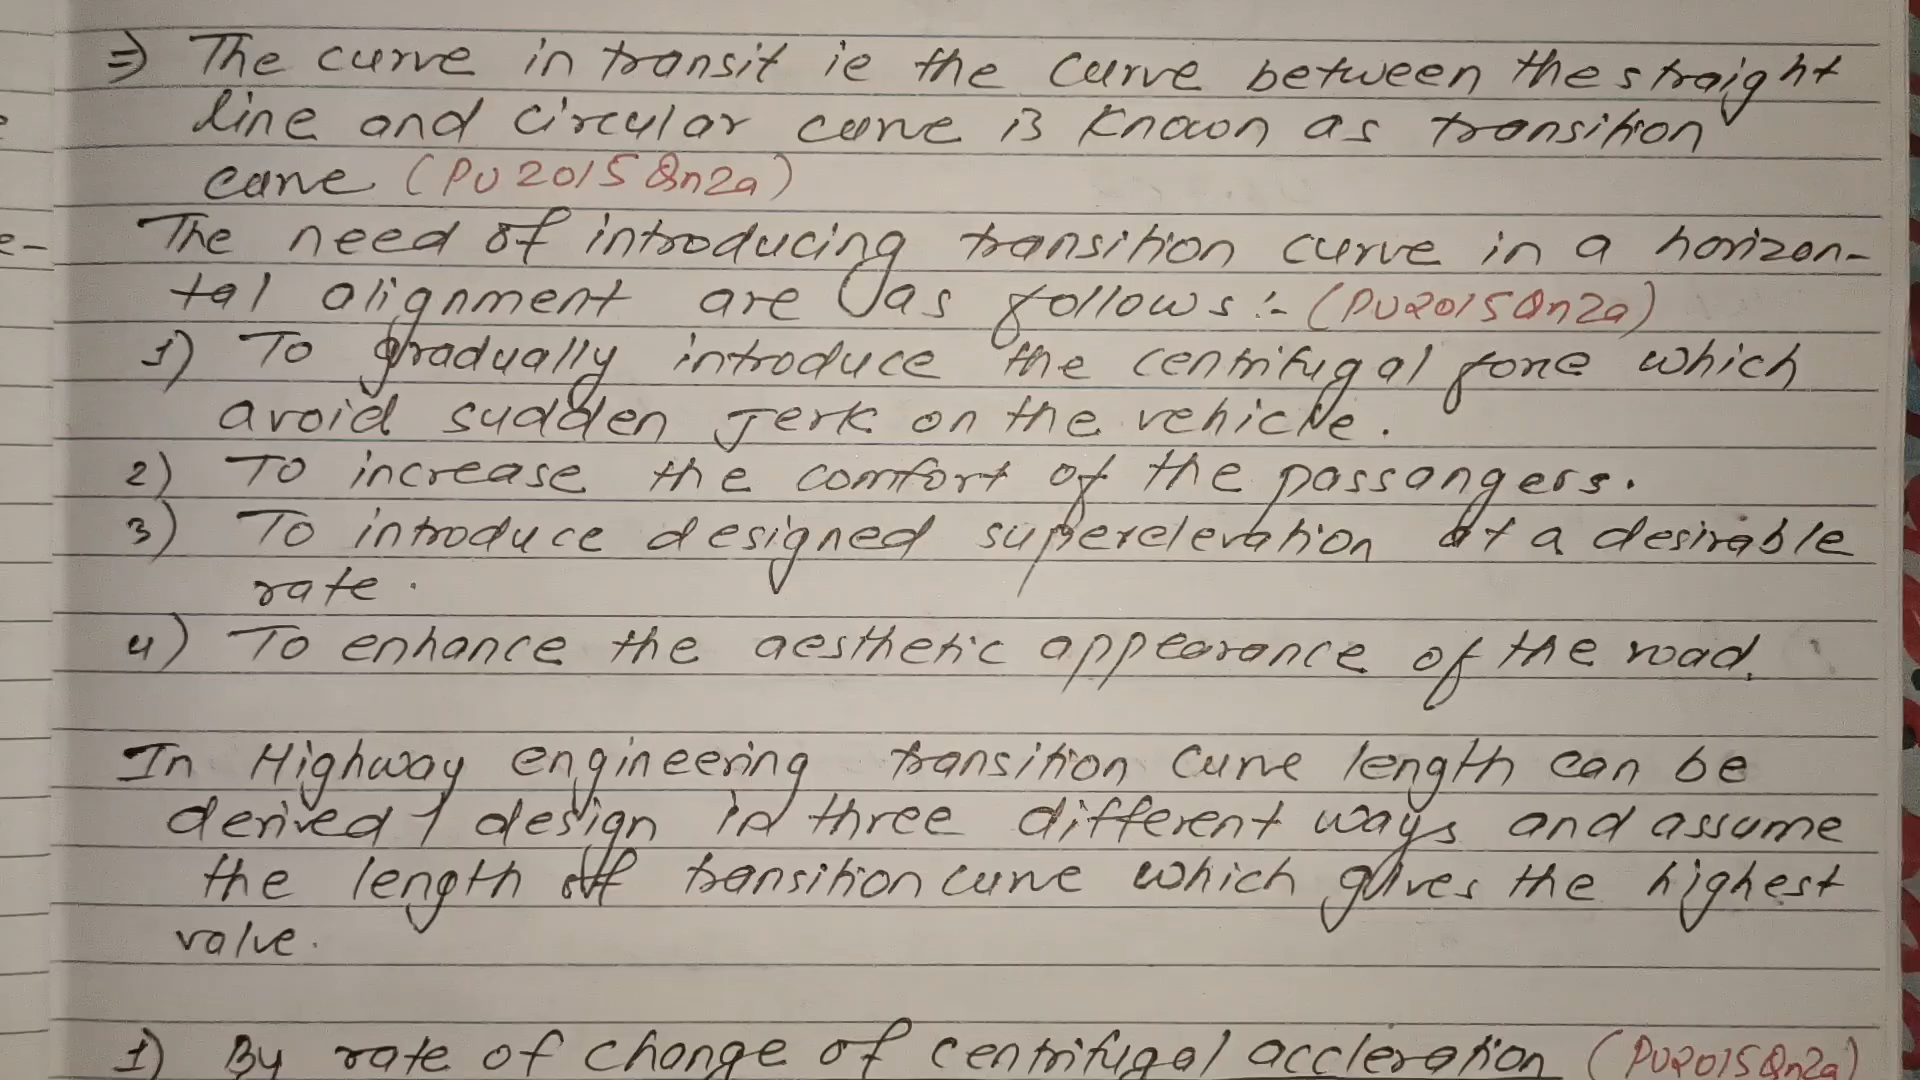 ⇒ The curve in transit ie the curve between the straight
line and circular curve is known as transition
curve (PU2015Qn2a)
The need of introducing transition curve in a horizon-
tal alignment are as follows:- (PU2015Qn2a)
1) To gradually introduce the centrifugal force which
avoid sudden Jerk on the vehicle.
2) To increase the comfort of the passangers.
3) To introduce designed superelevation at a desirable
rate.
4) To enhance the aesthetic appearance of the road.
In Highway engineering transition curve length can be
derived / design in three different ways and assume
the length of transition curve which gives the highest
value.
1) By rate of change of centrifugal accleration (PU2015Qn2a)